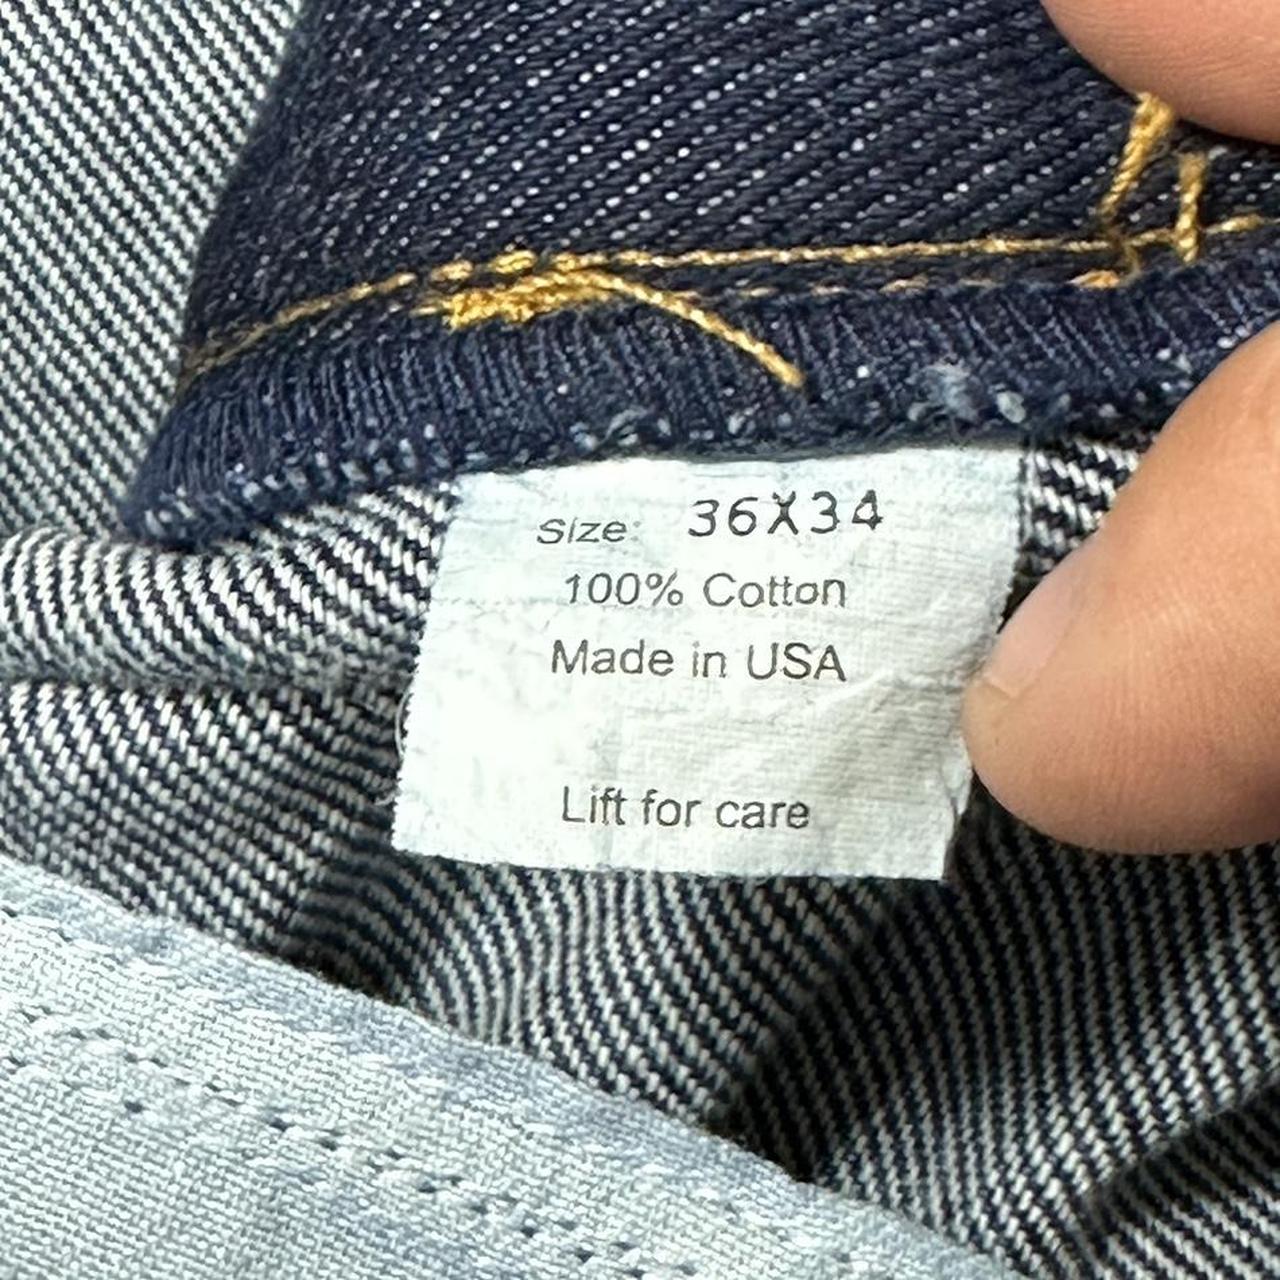 Size: 36X34
100% Cotton
Made in USA
Lift for care